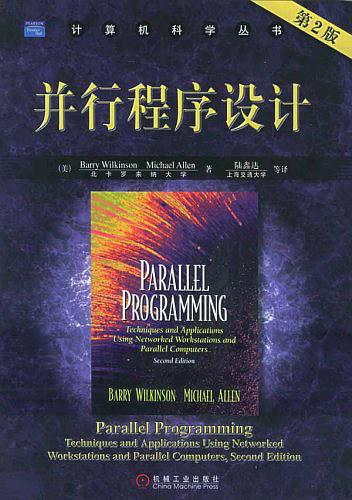 PEARSON
Prentice Hall
计算机科学丛书
第2版
并行程序设计
(美) Barry Wilkinson Michael Allen 著 陆鑫达 等译
北卡罗来纳大学 上海交通大学
PARALLEL
PROGRAMMING
Techniques and Applications
Using Networked Workstations and
Parallel Computers
Second Edition
BARRY WILKINSON MICHAEL ALLEN
Parallel Programming
Techniques and Applications Using Networked
Workstations and Parallel Computers, Second Edition
机械工业出版社
China Machine Press